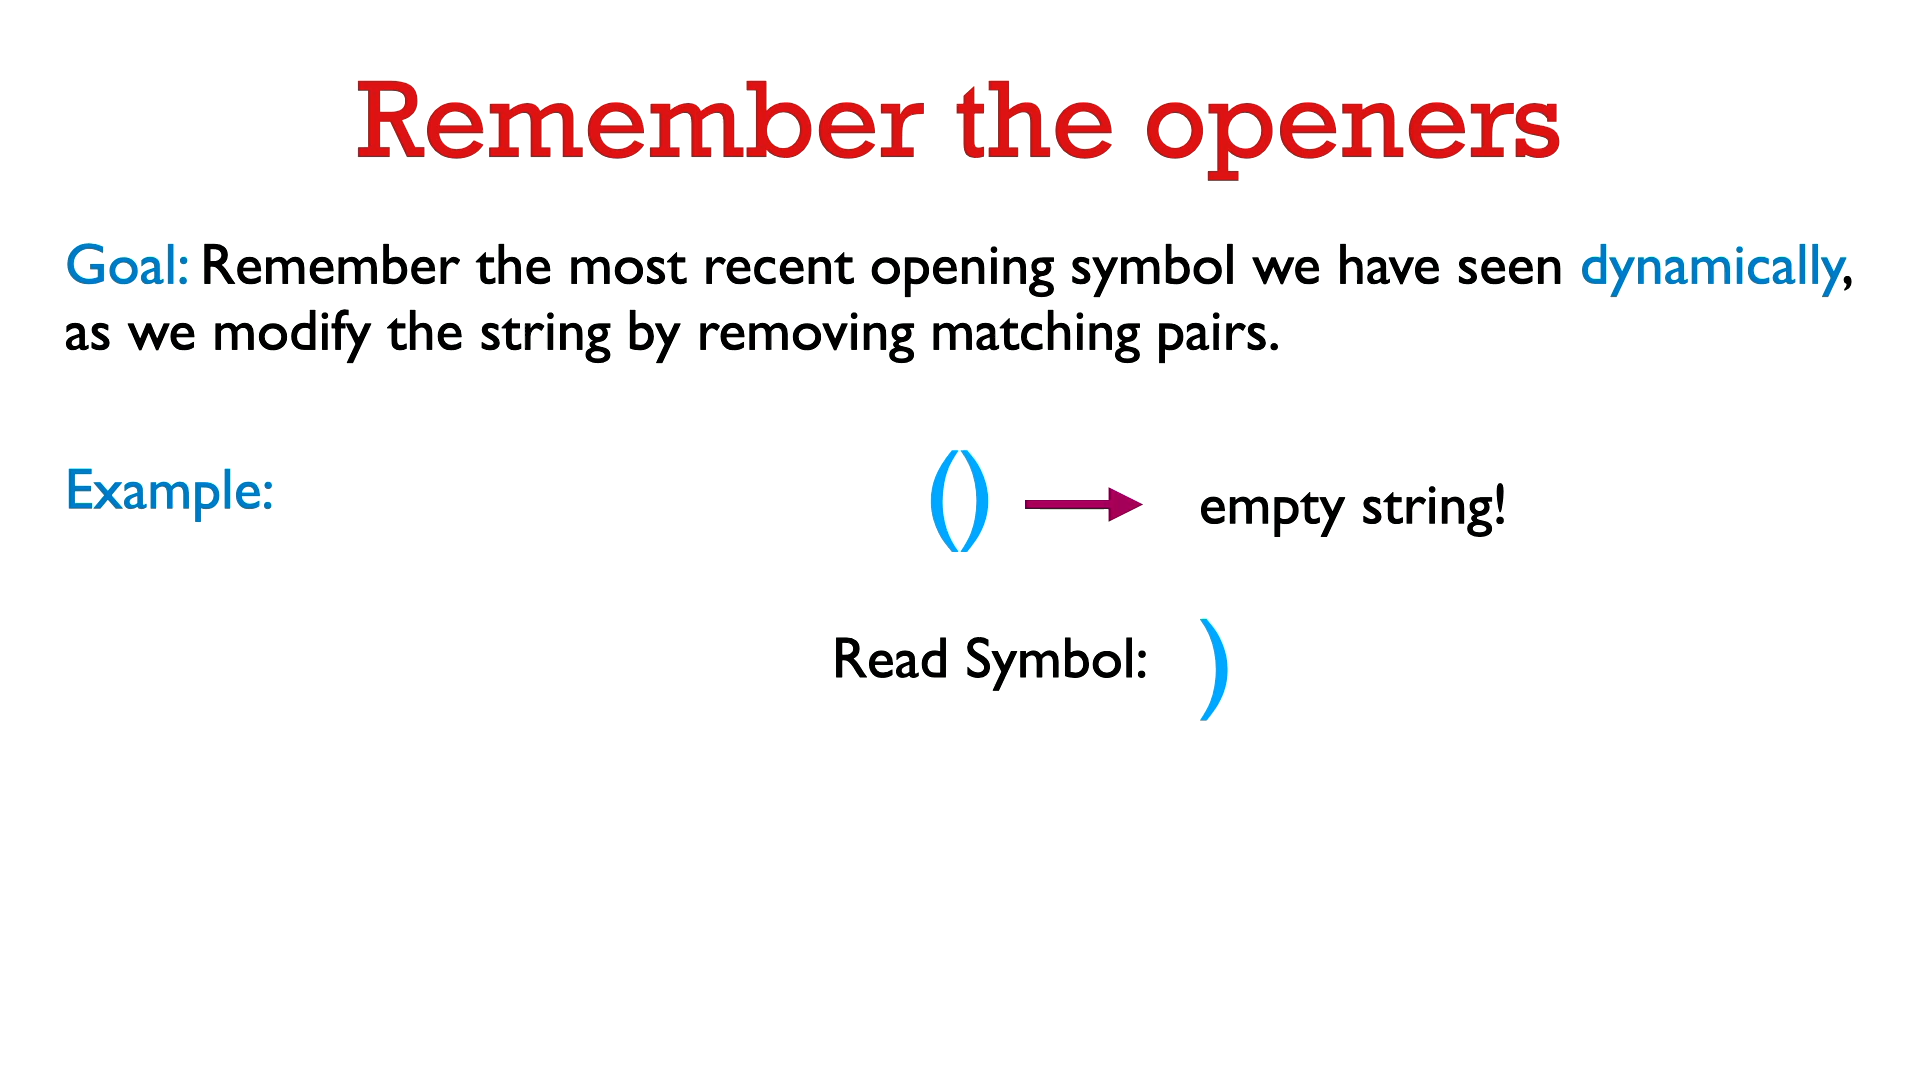 Remember the openers
Goal: Remember the most recent opening symbol we have seen dynamically,
as we modify the string by removing matching pairs.
Example: () empty string!
Read Symbol: )